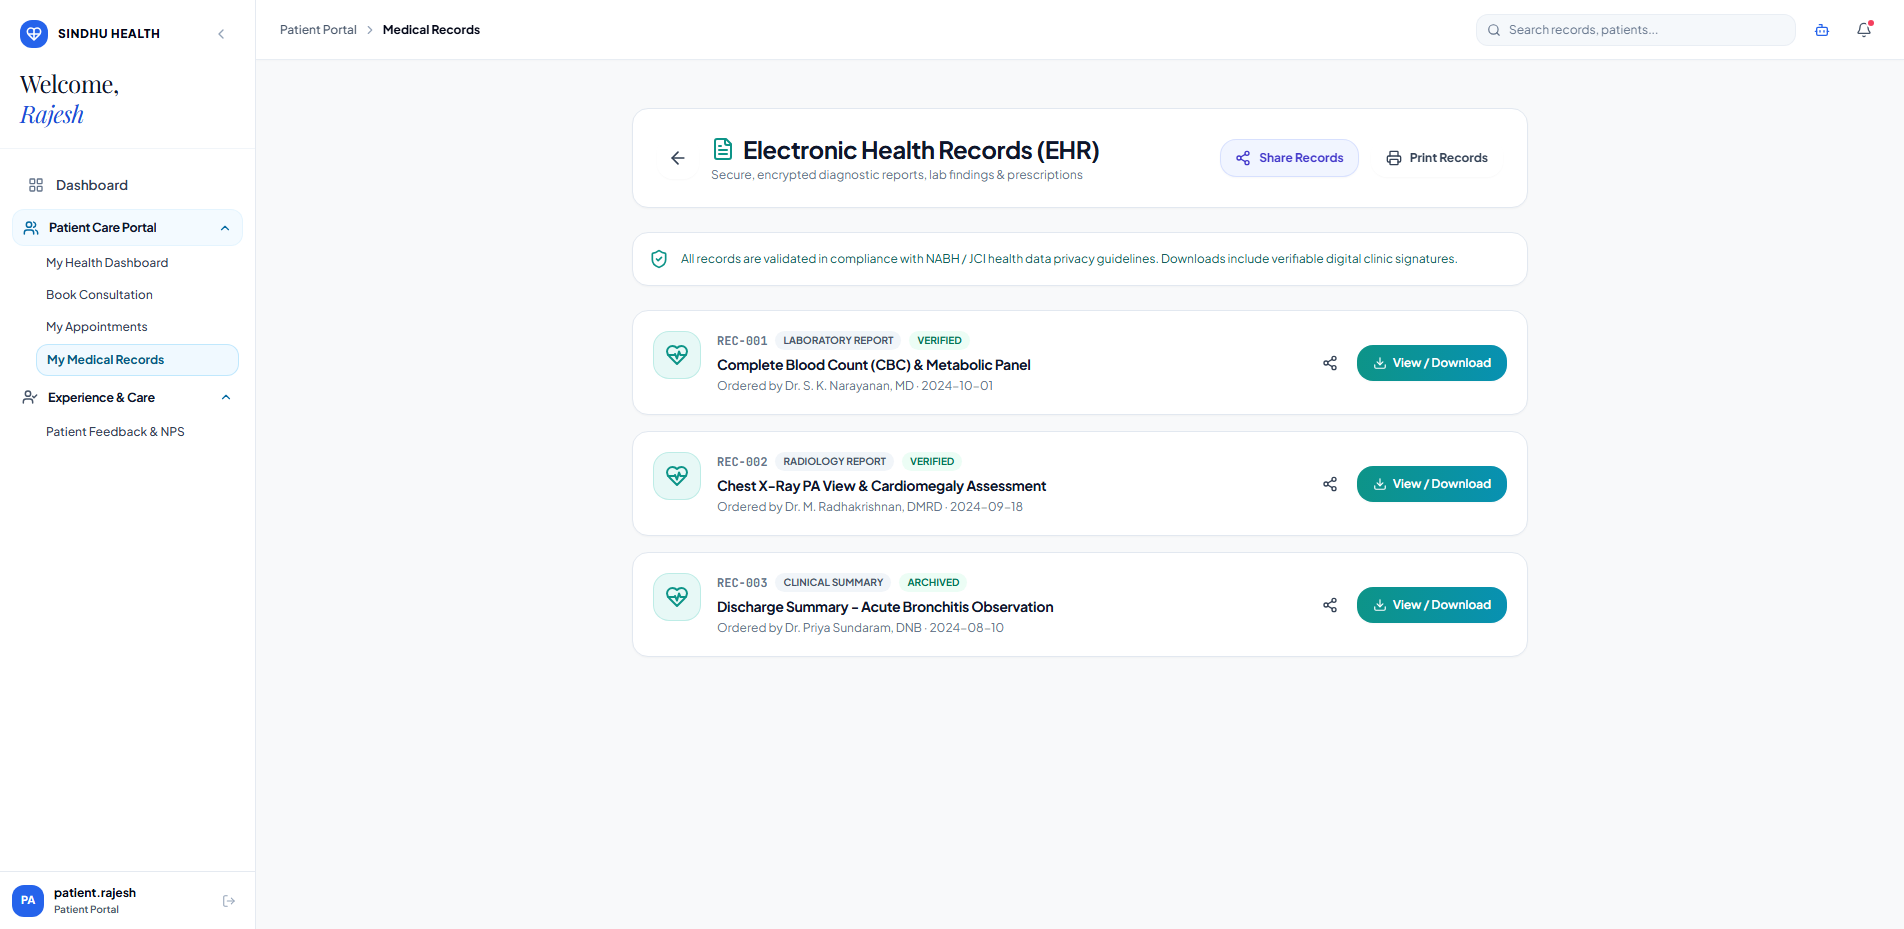 SINDHU HEALTH
Welcome,
Rajesh
Dashboard
Patient Care Portal
My Health Dashboard
Book Consultation
My Appointments
My Medical Records
Experience & Care
Patient Feedback & NPS
PA
patient.rajesh
Patient Portal
Patient Portal > Medical Records
Search records, patients...
Electronic Health Records (EHR)
Secure, encrypted diagnostic reports, lab findings & prescriptions
Share Records
Print Records
All records are validated in compliance with NABH / JCI health data privacy guidelines. Downloads include verifiable digital clinic signatures.
REC-001 LABORATORY REPORT VERIFIED
Complete Blood Count (CBC) & Metabolic Panel
Ordered by Dr. S. K. Narayanan, MD · 2024-10-01
View / Download
REC-002 RADIOLOGY REPORT VERIFIED
Chest X-Ray PA View & Cardiomegaly Assessment
Ordered by Dr. M. Radhakrishnan, DMRD · 2024-09-18
View / Download
REC-003 CLINICAL SUMMARY ARCHIVED
Discharge Summary - Acute Bronchitis Observation
Ordered by Dr. Priya Sundaram, DNB · 2024-08-10
View / Download